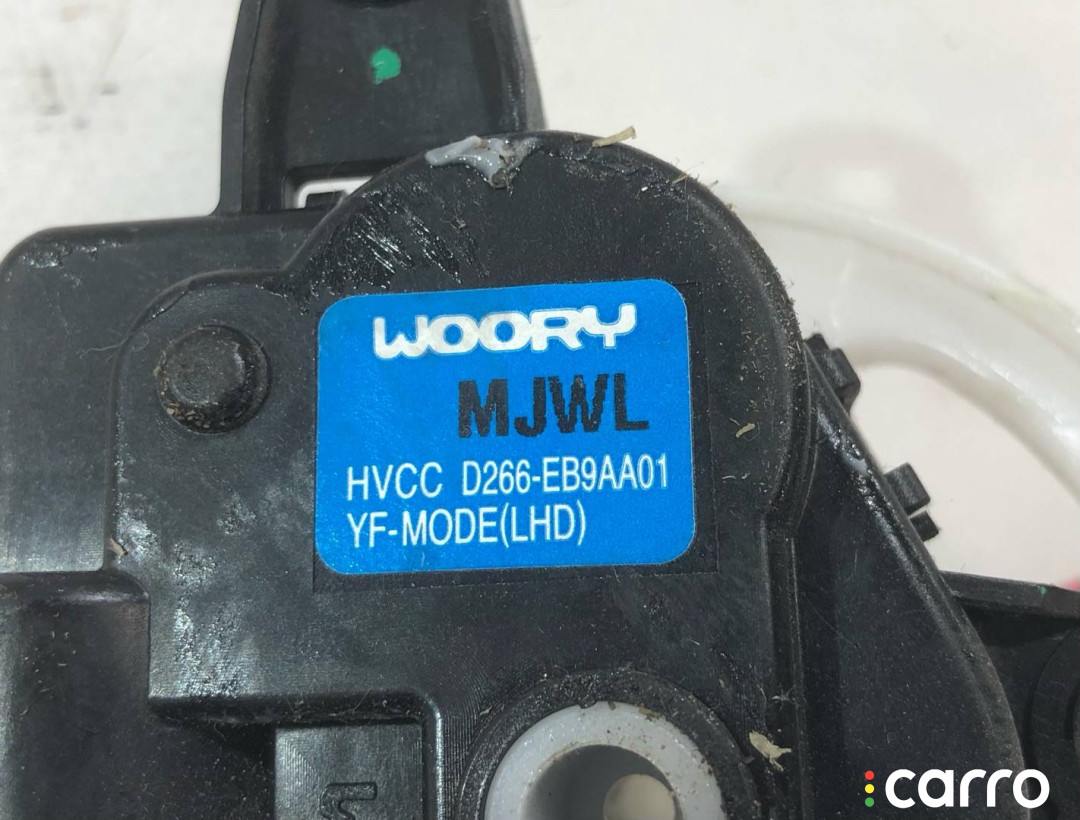 WOORY
MJWL
HVCC D266-EB9AA01
YF-MODE(LHD)
carro